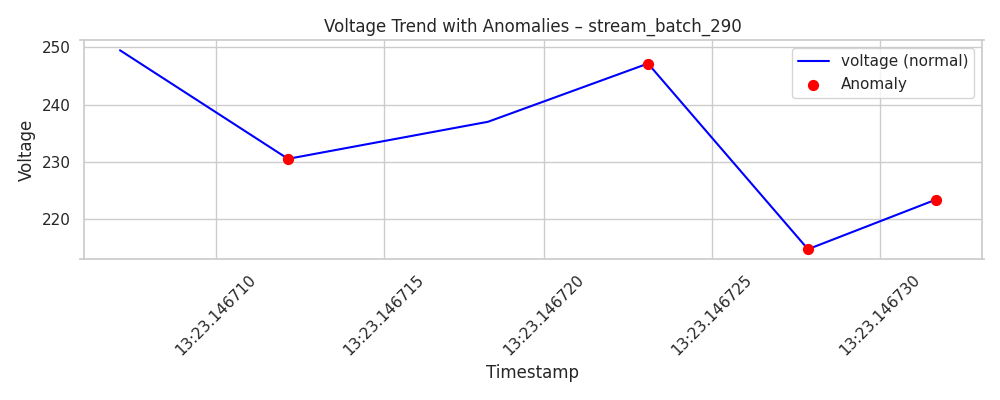 Voltage Trend with Anomalies – stream_batch_290
voltage (normal)
Anomaly
Voltage
250
240
230
220
13:23.146710
13:23.146715
13:23.146720
13:23.146725
13:23.146730
Timestamp